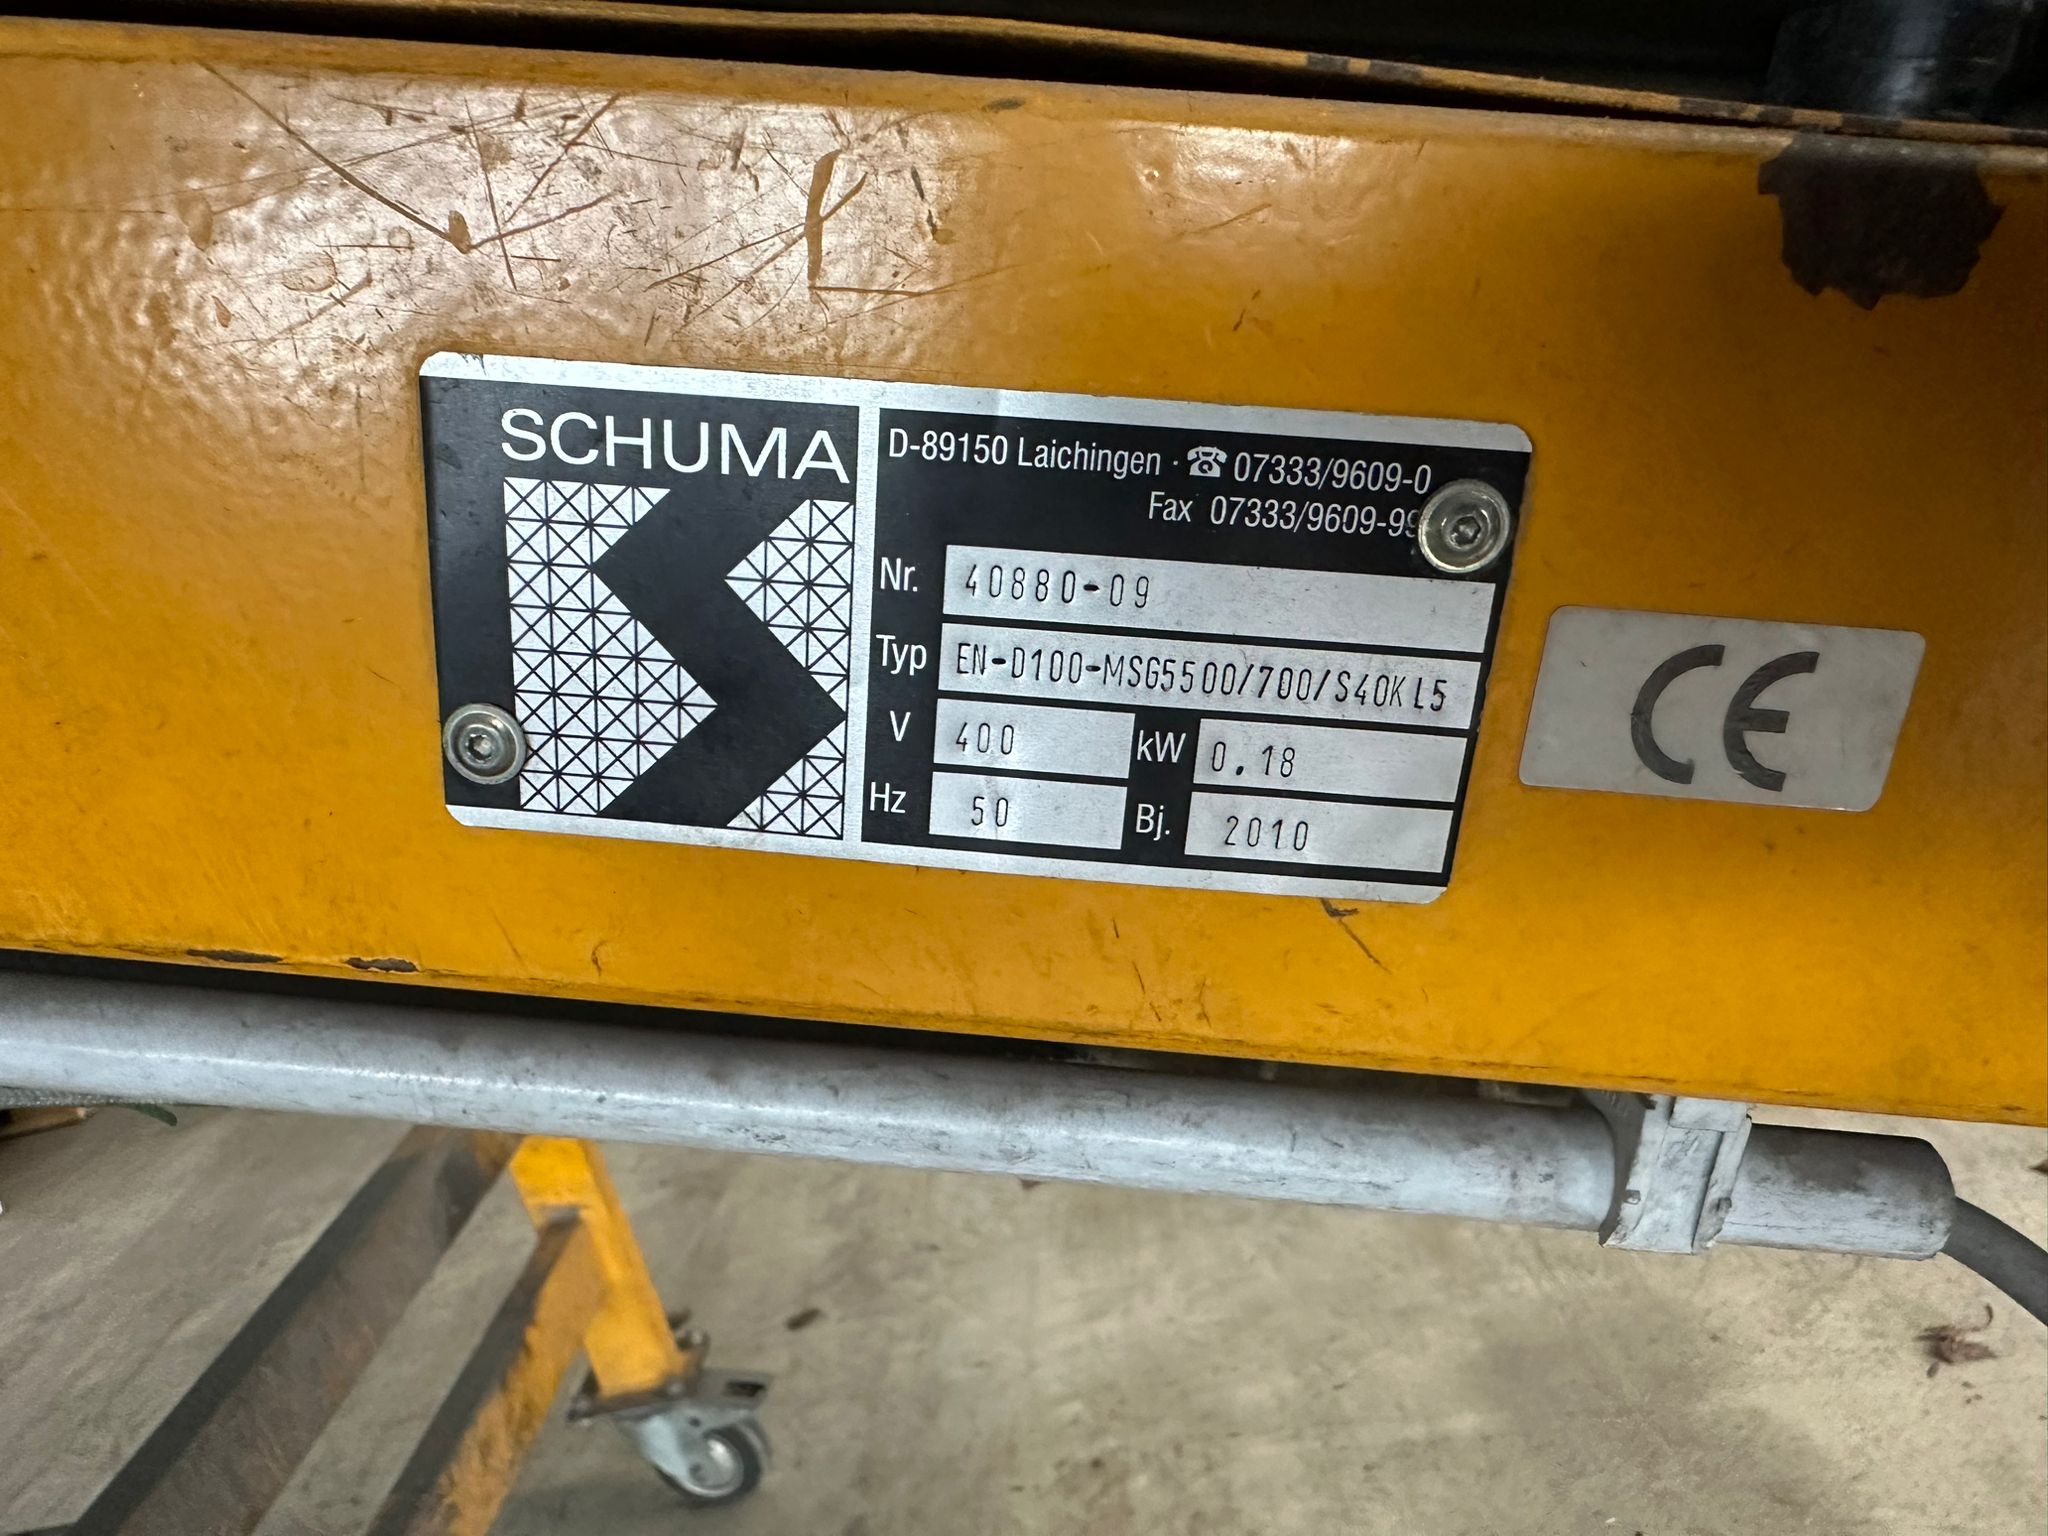 SCHUMA
D-89150 Laichingen · ☎ 07333/9609-0
Fax 07333/9609-99
Nr. 40880-09
Typ EN-D100-MSG5500/700/S40KL5
V 400 kW 0.18
Hz 50 Bj. 2010
CE